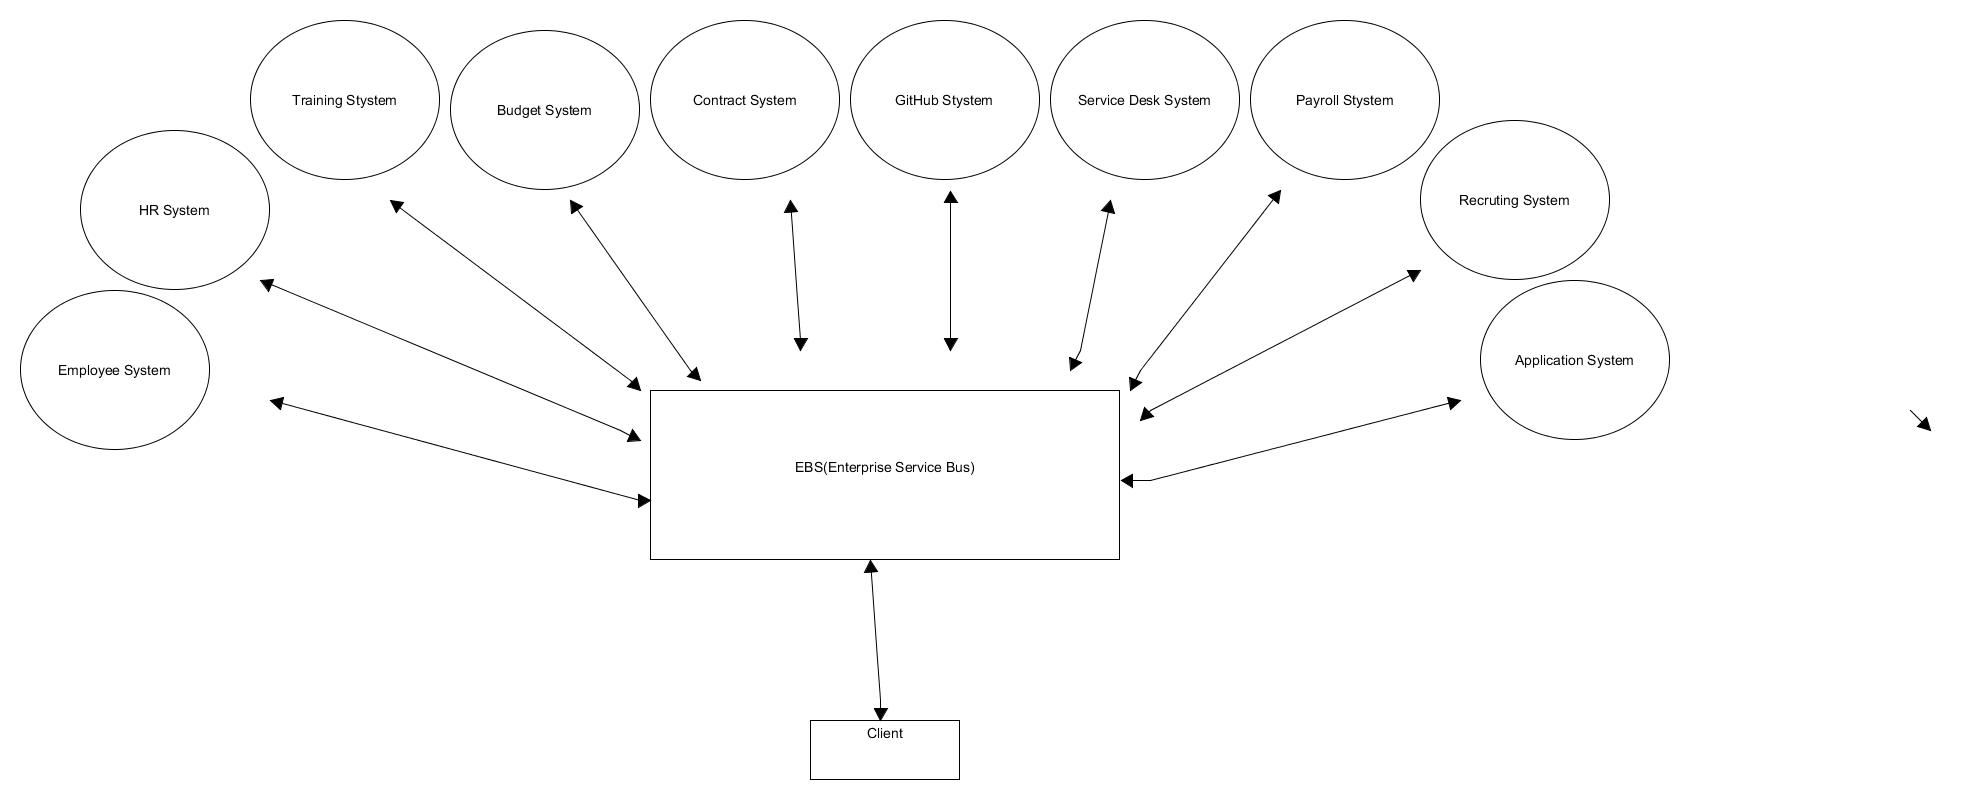 Training Stystem
Budget System
Contract System
GitHub Stystem
Service Desk System
Payroll Stystem
HR System
Recruting System
Employee System
Application System
EBS(Enterprise Service Bus)
Client